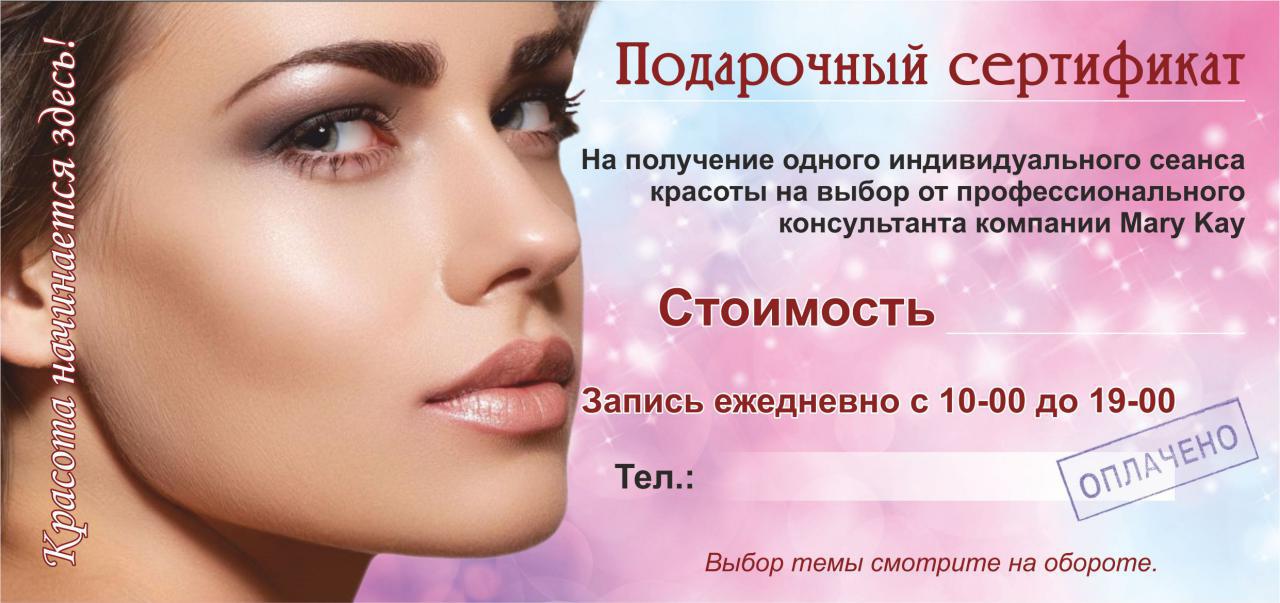 Красота начинается здесь!
Подарочный сертификат
На получение одного индивидуального сеанса
красоты на выбор от профессионального
консультанта компании Mary Kay
Стоимость
Запись ежедневно с 10-00 до 19-00
Тел.:
ОПЛАЧЕНО
Выбор темы смотрите на обороте.